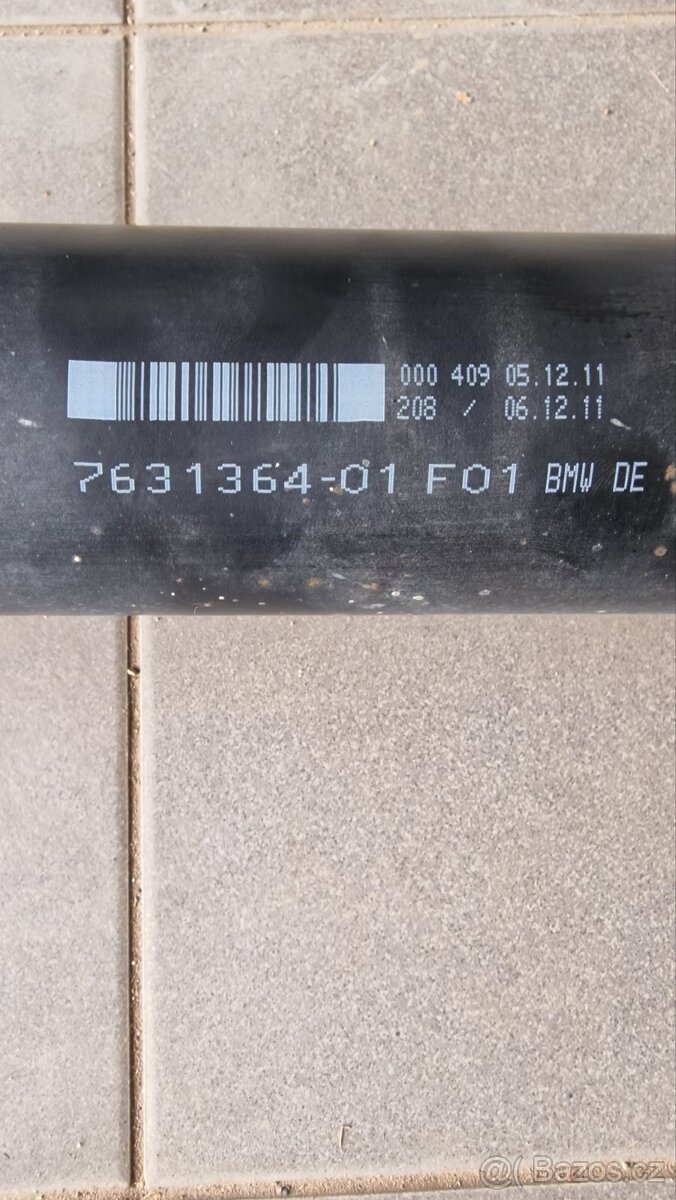 000 409 05.12.11
208 / 06.12.11
7631364-01 F01 BMW DE
@( Bazos.cz